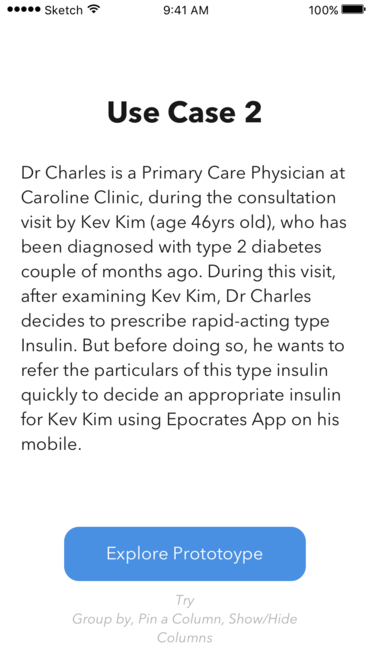 Sketch 9:41 AM 100%
Use Case 2
Dr Charles is a Primary Care Physician at
Caroline Clinic, during the consultation
visit by Kev Kim (age 46yrs old), who has
been diagnosed with type 2 diabetes
couple of months ago. During this visit,
after examining Kev Kim, Dr Charles
decides to prescribe rapid-acting type
Insulin. But before doing so, he wants to
refer the particulars of this type insulin
quickly to decide an appropriate insulin
for Kev Kim using Epocrates App on his
mobile.
Explore Prototoype
Try
Group by, Pin a Column, Show/Hide
Columns